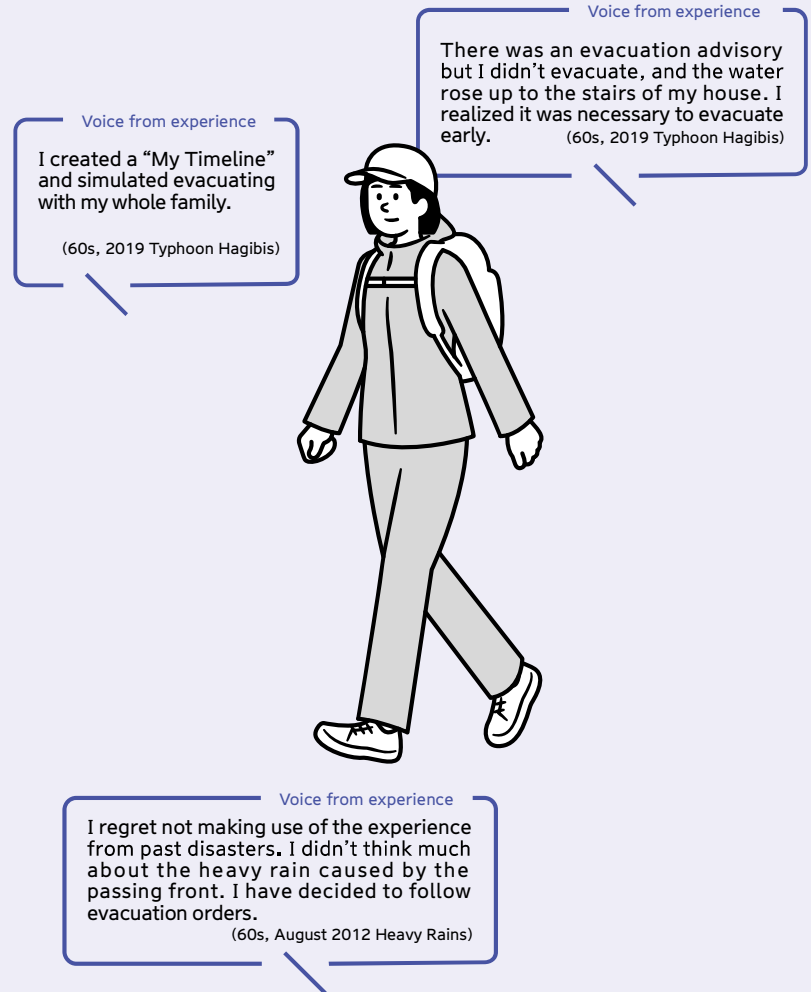 Voice from experience
There was an evacuation advisory
but I didn’t evacuate, and the water
rose up to the stairs of my house. I
realized it was necessary to evacuate
early. (60s, 2019 Typhoon Hagibis)
Voice from experience
I created a “My Timeline”
and simulated evacuating
with my whole family.
(60s, 2019 Typhoon Hagibis)
Voice from experience
I regret not making use of the experience
from past disasters. I didn’t think much
about the heavy rain caused by the
passing front. I have decided to follow
evacuation orders.
(60s, August 2012 Heavy Rains)